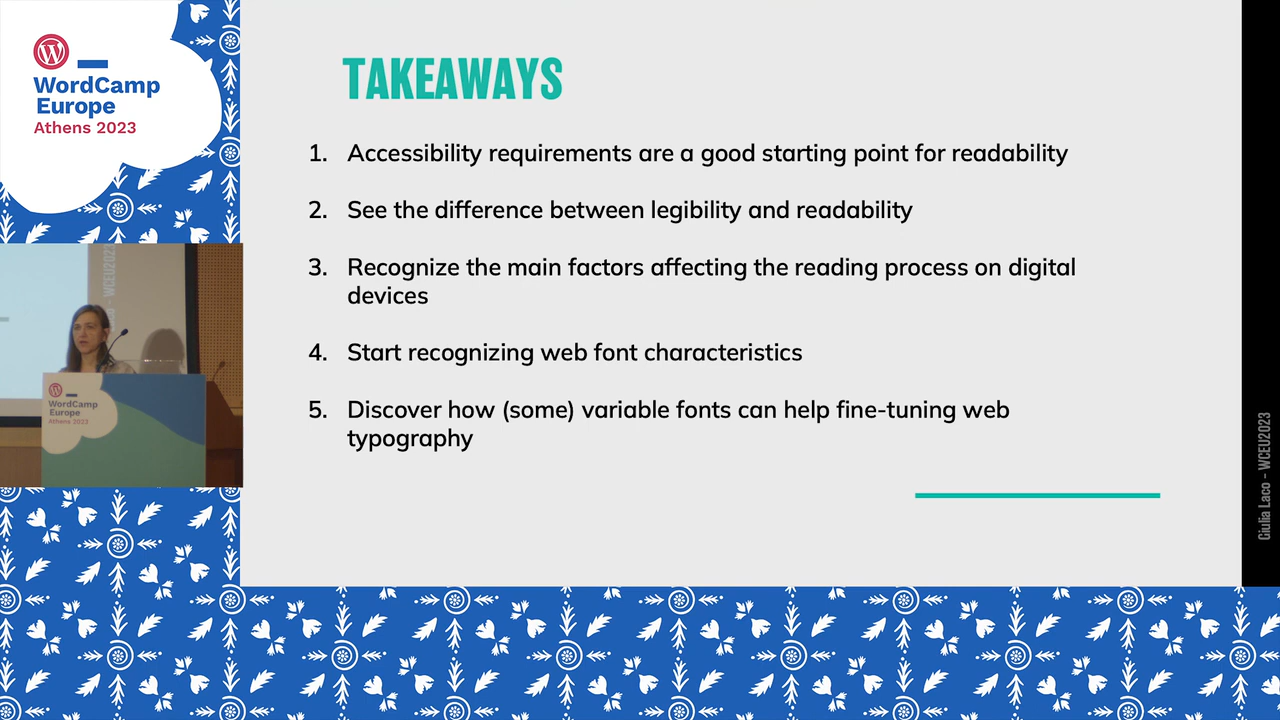 WordCamp
Europe
Athens 2023
TAKEAWAYS
1. Accessibility requirements are a good starting point for readability
2. See the difference between legibility and readability
3. Recognize the main factors affecting the reading process on digital
devices
4. Start recognizing web font characteristics
5. Discover how (some) variable fonts can help fine-tuning web
typography
Giulia Laco - WCEU2023
- WCEU2023
WordCamp
Europe
Athens 2023